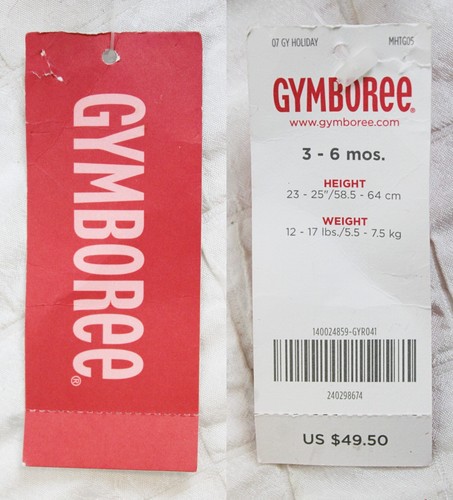 GYMBOREE®
07 GY HOLIDAY MHTG05
GYMBOREE®
www.gymboree.com
3 - 6 mos.
HEIGHT
23 - 25"/58.5 - 64 cm
WEIGHT
12 - 17 lbs./5.5 - 7.5 kg
140024859-GYR041
240298674
US $49.50